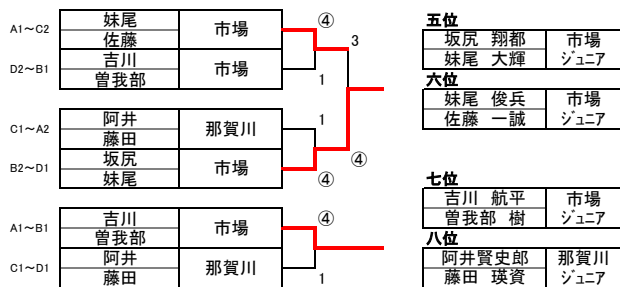 妹尾 市場 ④ 五位
A1～C2
佐藤 3 坂尻 翔都 市場
吉川 市場 妹尾 大輝 ジュニア
D2～B1
曽我部 1 六位
妹尾 俊兵 市場
阿井 那賀川 1 佐藤 一誠 ジュニア
C1～A2
藤田
坂尻 市場 ④
B2～D1
妹尾 ④ 七位
吉川 航平 市場
吉川 市場 ④ 曽我部 樹 ジュニア
A1～B1
曽我部 八位
阿井 那賀川 阿井賢史郎 那賀川
C1～D1
藤田 1 藤田 瑛資 ジュニア